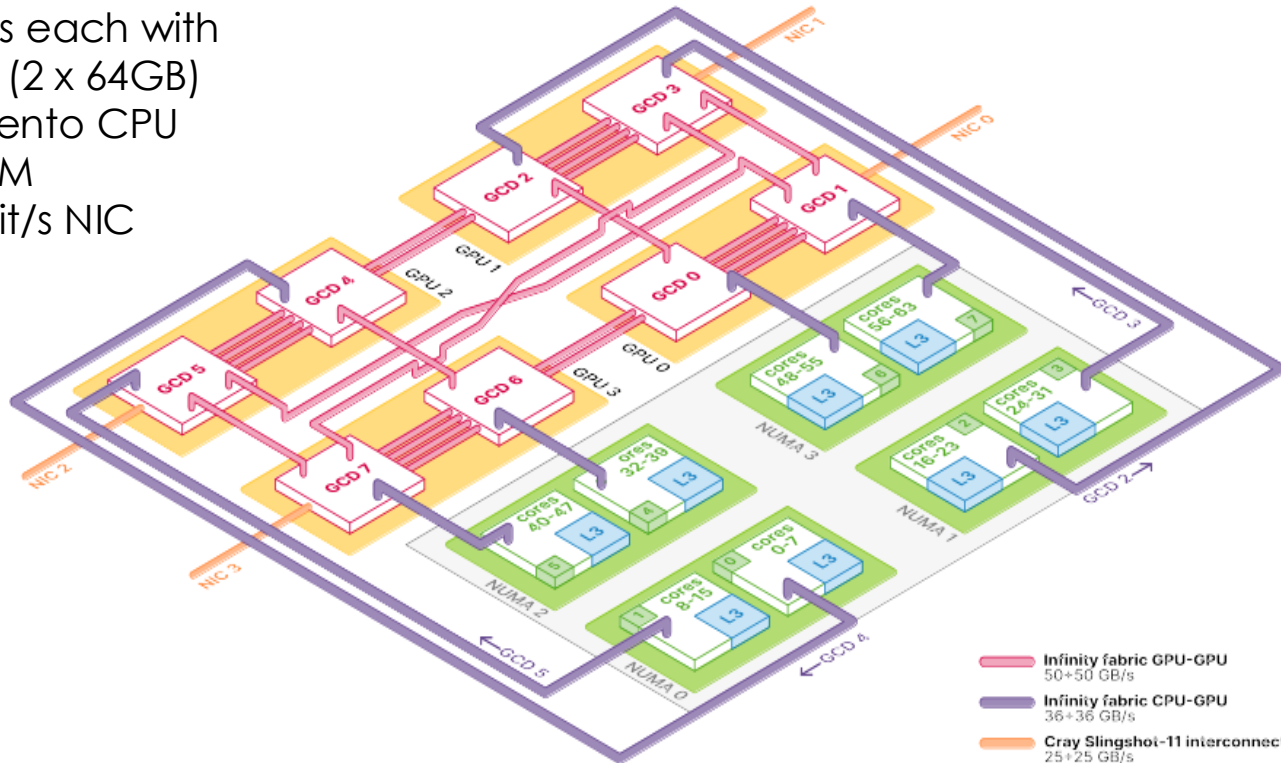 s each with
(2 x 64GB)
ento CPU
M
it/s NIC
NIC 1
NIC 0
GCD 3
GCD 2
GCD 1
GPU 1
GCD 0
GCD 4
GPU 2
GPU 0
GCD 5
GCD 6
GPU 3
GCD 7
NIC 2
NIC 3
cores
56-63
7
L3
cores
48-55
6
L3
NUMA 3
←GCD 3
3
cores
24-31
L3
2
cores
16-23
L3
NUMA 1
GCD 2→
ores
32-39
L3
4
cores
40-47
L3
5
NUMA 2
0
cores
0-7
L3
1
cores
8-15
L3
NUMA 0
←GCD 5
←GCD 4
Infinity fabric GPU-GPU
50+50 GB/s
Infinity fabric CPU-GPU
36+36 GB/s
Cray Slingshot-11 interconnec
25+25 GB/s